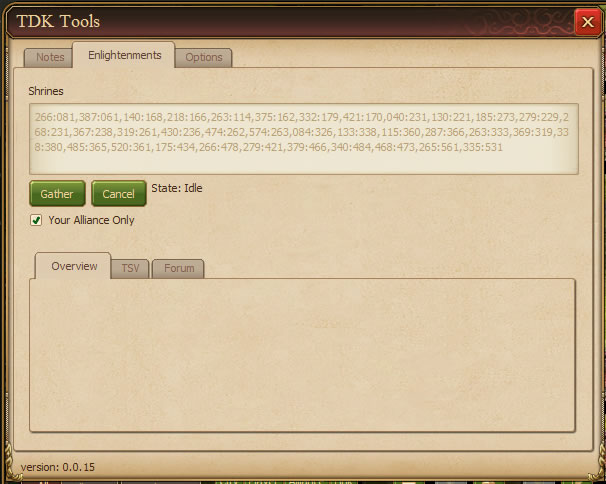 TDK Tools
Notes Enlightenments Options
Shrines
266:081,387:061,140:168,218:166,263:114,375:162,332:179,421:170,040:231,130:221,185:273,279:229,2
68:231,367:238,319:261,430:236,474:262,574:263,084:326,133:338,115:360,287:366,263:333,369:319,33
8:380,485:365,520:361,175:434,266:478,279:421,379:466,340:484,468:473,265:561,335:531
Gather Cancel State: Idle
Your Alliance Only
Overview TSV Forum
version: 0.0.15